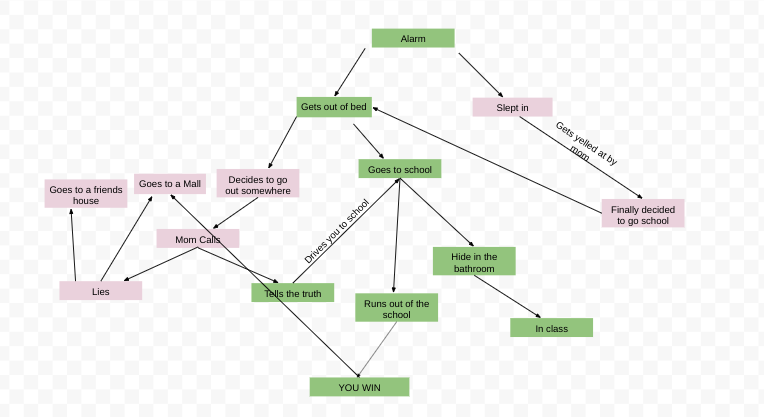 Alarm
Gets out of bed
Slept in
Gets yelled at by
mom
Goes to school
Goes to a friends
house
Goes to a Mall
Decides to go
out somewhere
Finally decided
to go school
Mom Calls
Drives you to school
Hide in the
bathroom
Lies
Tells the truth
Runs out of the
school
In class
YOU WIN